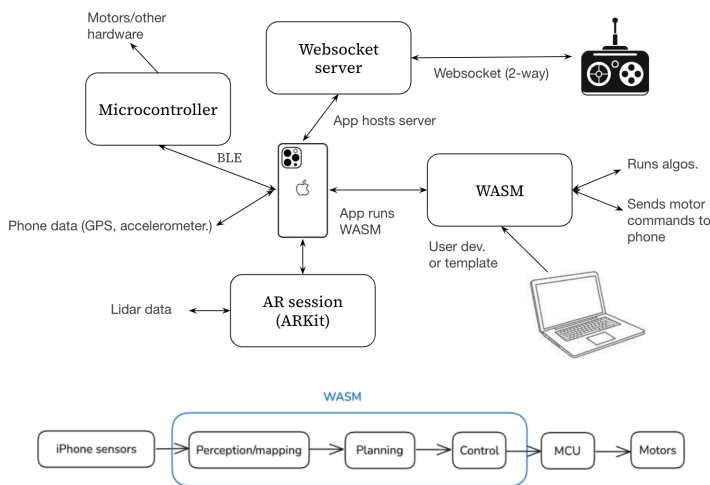 Motors/other
hardware
Websocket
server
Websocket (2-way)
Microcontroller
App hosts server
BLE
Runs algos.
WASM
App runs
WASM
Sends motor
commands to
phone
Phone data (GPS, accelerometer.)
User dev.
or template
AR session
(ARKit)
Lidar data
WASM
iPhone sensors
Perception/mapping
Planning
Control
MCU
Motors